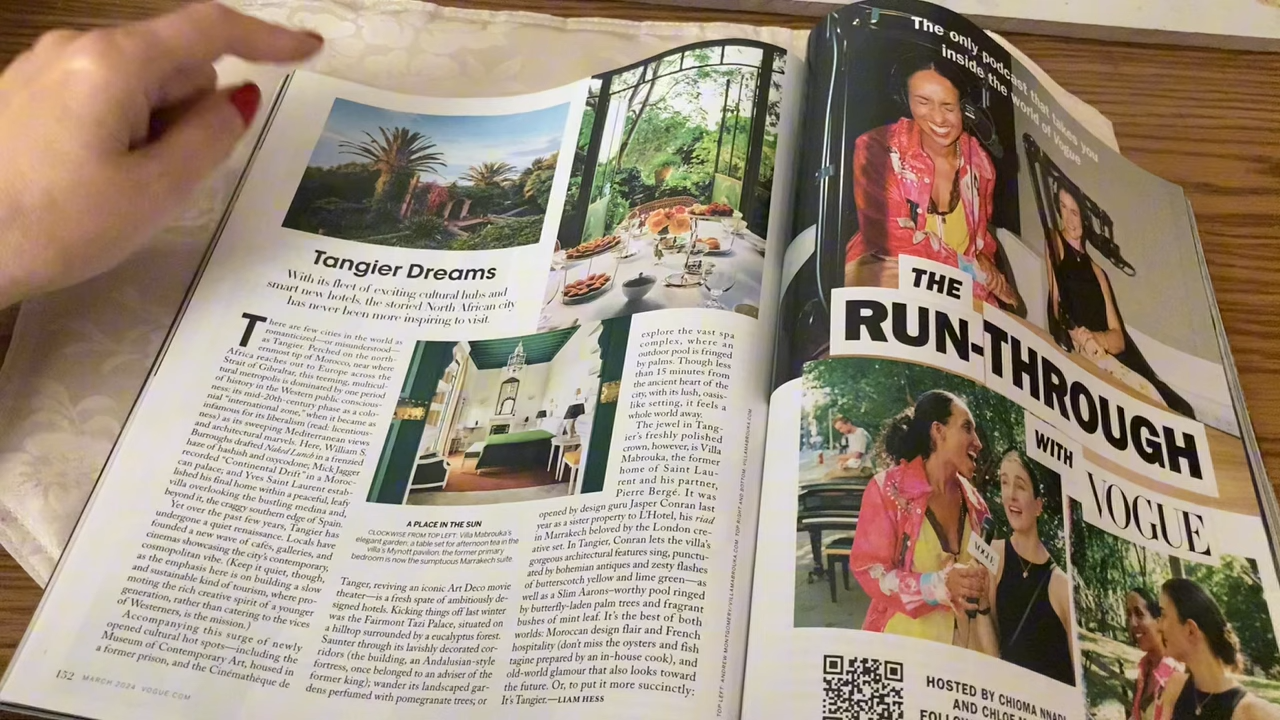 Tangier Dreams
With its fleet of exciting cultural hubs and
smart new hotels, the storied North African city
has never been more inspiring to visit.
There are few cities in the world as
romanticized—or misunderstood—
as Tangier. Perched on the north-
ernmost tip of Morocco, near where
Africa reaches out to Europe across the
Strait of Gibraltar, this teeming, multicul-
tural metropolis is dominated by one period
of history in the Western public conscious-
ness: its mid-20th-century phase as a colo-
nial "international zone," when it became as
infamous for its liberalism (read: licentious-
ness) as its sweeping Mediterranean views
and architectural marvels. Here, William S.
Burroughs drafted Naked Lunch in a frenzied
haze of hashish and oxycodone; Mick Jagger
recorded "Continental Drift" in a Moroc-
can palace; and Yves Saint Laurent estab-
lished his final home within a peaceful, leafy
villa overlooking the bustling medina and,
beyond it, the craggy southern edge of Spain.
Yet over the past few years, Tangier has
undergone a quiet renaissance. Locals have
founded a new wave of cafés, galleries, and
cinemas showcasing the city's contemporary,
cosmopolitan vibe. (Keep it quiet, though,
as the emphasis here is on building a slow
and sustainable kind of tourism, where pro-
moting the rich creative spirit of a younger
generation, rather than catering to the vices
of Westerners, is the mission.)
Accompanying this surge of newly
opened cultural hot spots—including the
Museum of Contemporary Art, housed in
a former prison, and the Cinémathèque de
A PLACE IN THE SUN
CLOCKWISE FROM TOP LEFT: Villa Mabrouka's
elegant garden; a table set for afternoon tea in the
villa's Mynott pavilion; the former primary
bedroom is now the sumptuous Marrakech suite.
Tanger, reviving an iconic Art Deco movie
theater—is a fresh spate of ambitiously de-
signed hotels. Kicking things off last winter
was the Fairmont Tazi Palace, situated on
a hilltop surrounded by a eucalyptus forest.
Saunter through its lavishly decorated cor-
ridors (the building, an Andalusian-style
fortress, once belonged to an adviser of the
former king); wander its landscaped gar-
dens perfumed with pomegranate trees; or
explore the vast spa
complex, where an
outdoor pool is fringed
by palms. Though less
than 15 minutes from
the ancient heart of the
city, with its lush, oasis-
like setting, it feels a
whole world away.
The jewel in Tang-
ier's freshly polished
crown, however, is Villa
Mabrouka, the former
home of Saint Lau-
rent and his partner,
Pierre Bergé. It was
opened by design guru Jasper Conran last
year as a sister property to L'Hotel, his riad
in Marrakech beloved by the London cre-
ative set. In Tangier, Conran lets the villa's
gorgeous architectural features sing, punctu-
ated by bohemian antiques and zesty flashes
of butterscotch yellow and lime green—as
well as a Slim Aarons–worthy pool ringed
by butterfly-laden palm trees and fragrant
bushes of mint leaf. It's the best of both
worlds: Moroccan design flair and French
hospitality (don't miss the oysters and fish
tagine prepared by an in-house cook), and
old-world glamour that also looks toward
the future. Or, to put it more succinctly:
It's Tangier.—LIAM HESS
TOP LEFT: ANDREW MONTGOMERY/VILLAMABROUKA.COM. TOP RIGHT AND BOTTOM: VILLAMABROUKA.COM.
152 MARCH 2024 VOGUE.COM
The only podcast that takes you
inside the world of Vogue
THE
RUN-THROUGH
WITH
VOGUE
VOGUE
HOSTED BY CHIOMA NNADI
AND CHLOE